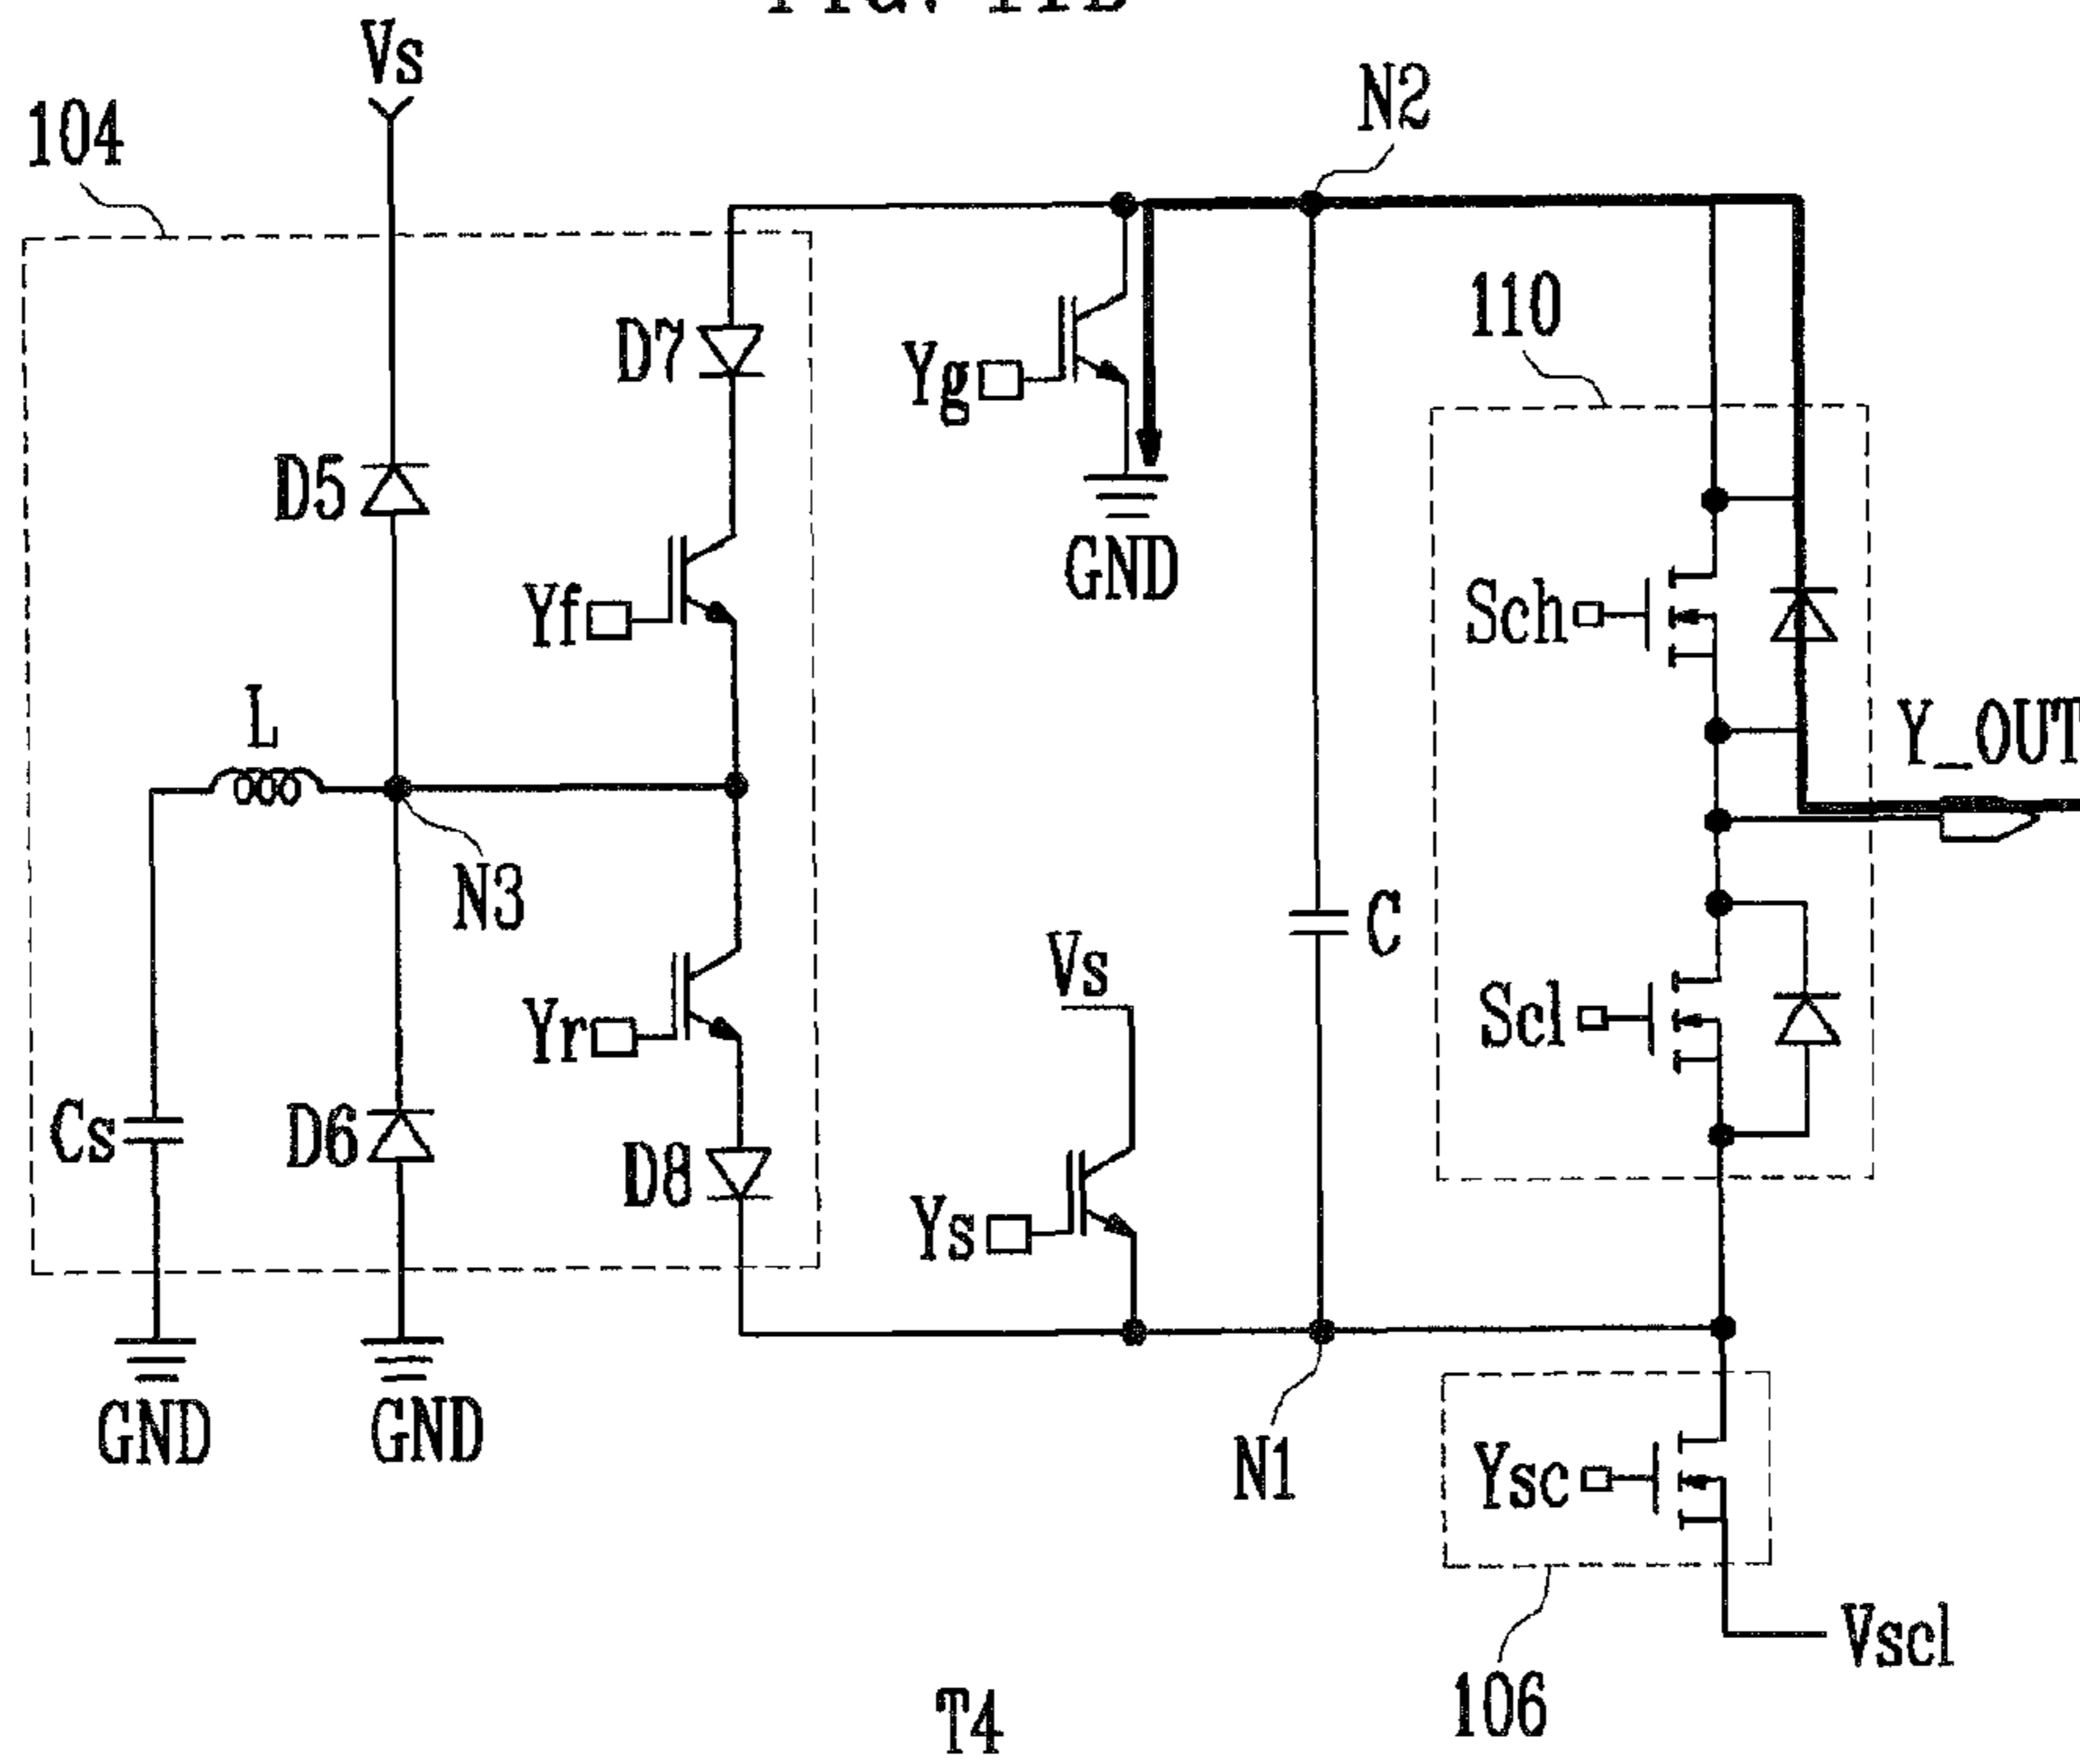 Vs
N2
104
110
D7
Yg
D5
GND
Yf
Sch
L
Y_OUT
N3
C
Vs
Yr
Scl
Cs
D6
D8
Ys
GND
GND
N1
Ysc
Vscl
106
T4